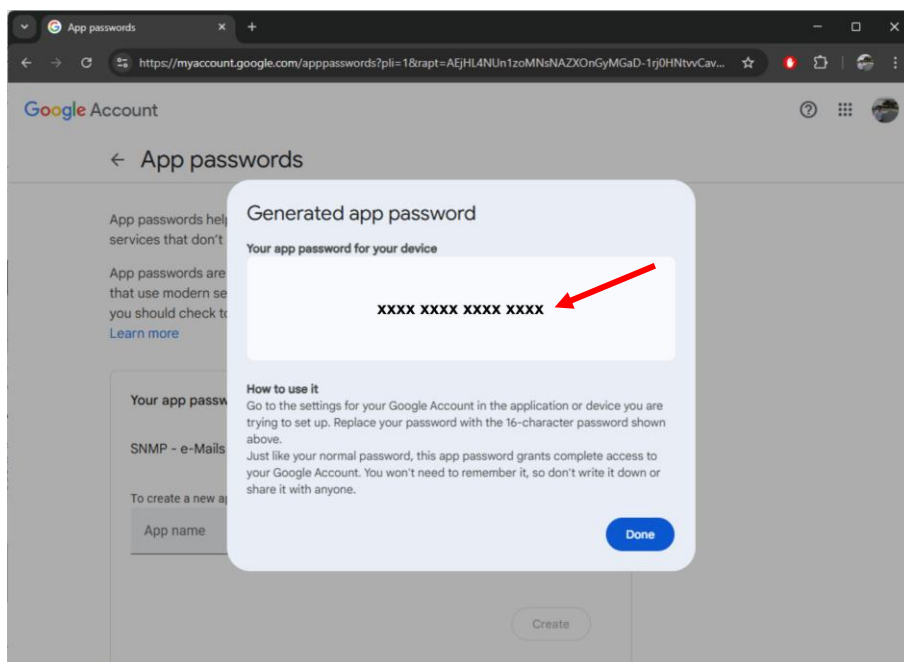 App passwords
https://myaccount.google.com/apppasswords?pli=1&rapt=AEjHL4NUn1zoMNsNAZXOnGyMGaD-1rj0HNtvvCav...
Google Account
App passwords
App passwords help
services that don't
App passwords are
that use modern se
you should check to
Learn more
Your app passw
SNMP - e-Mails
To create a new ap
App name
Create
Generated app password
Your app password for your device
xxxx xxxx xxxx xxxx
How to use it
Go to the settings for your Google Account in the application or device you are
trying to set up. Replace your password with the 16-character password shown
above.
Just like your normal password, this app password grants complete access to
your Google Account. You won't need to remember it, so don't write it down or
share it with anyone.
Done